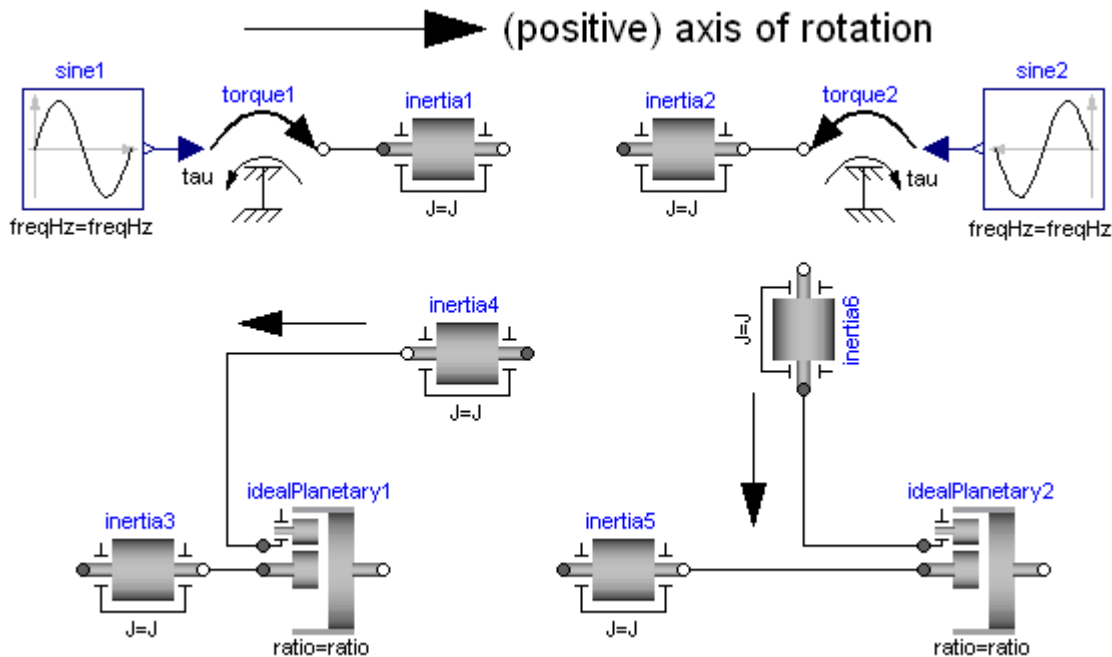 (positive) axis of rotation
sine1
torque1
inertia1
inertia2
torque2
sine2
tau
tau
J=J
J=J
freqHz=freqHz
freqHz=freqHz
inertia4
J=J
inertia6
J=J
idealPlanetary1
idealPlanetary2
inertia3
inertia5
J=J
J=J
ratio=ratio
ratio=ratio